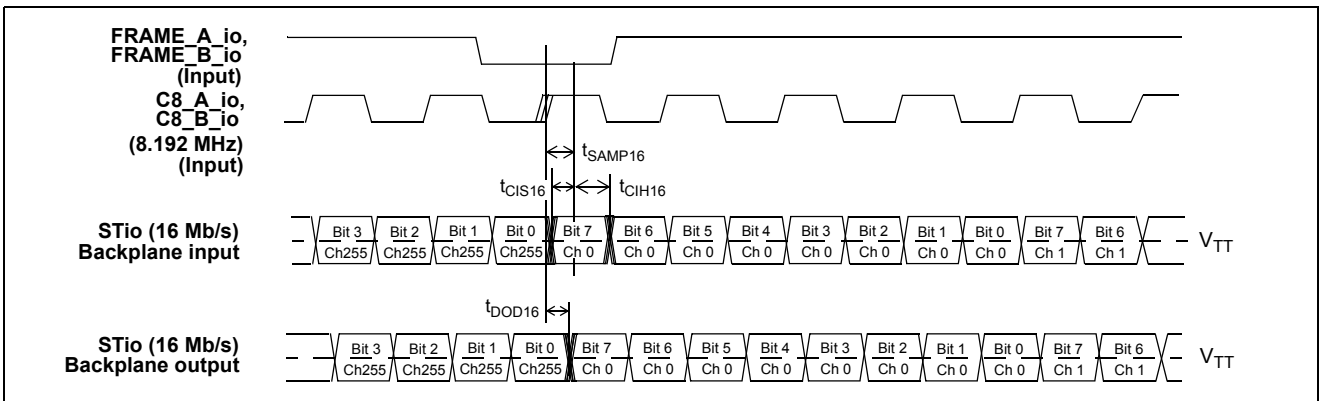 FRAME_A_io,
FRAME_B_io
(Input)
C8_A_io,
C8_B_io
(8.192 MHz)
(Input)
tSAMP16
tCIS16
tCIH16
STio (16 Mb/s)
Backplane input
Bit 3 Bit 2 Bit 1 Bit 0 Bit 7 Bit 6 Bit 5 Bit 4 Bit 3 Bit 2 Bit 1 Bit 0 Bit 7 Bit 6
Ch255 Ch255 Ch255 Ch255 Ch 0 Ch 0 Ch 0 Ch 0 Ch 0 Ch 0 Ch 0 Ch 0 Ch 1 Ch 1
VTT
tDOD16
STio (16 Mb/s)
Backplane output
Bit 3 Bit 2 Bit 1 Bit 0 Bit 7 Bit 6 Bit 5 Bit 4 Bit 3 Bit 2 Bit 1 Bit 0 Bit 7 Bit 6
Ch255 Ch255 Ch255 Ch255 Ch 0 Ch 0 Ch 0 Ch 0 Ch 0 Ch 0 Ch 0 Ch 0 Ch 1 Ch 1
VTT